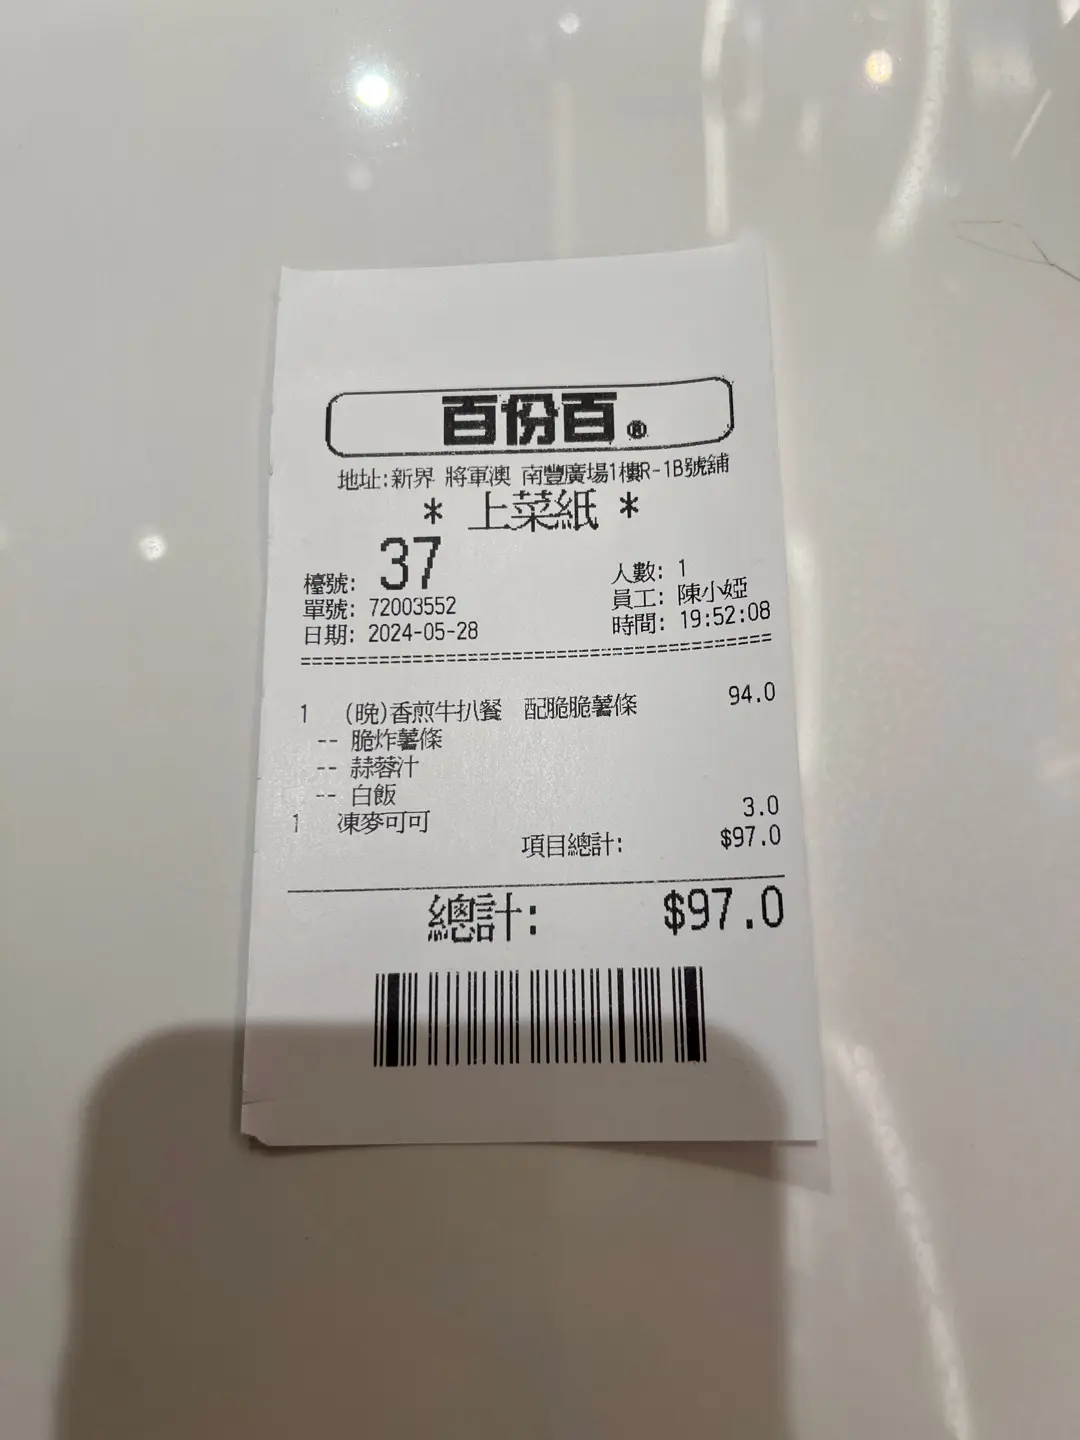 百份百®
地址:新界 將軍澳 南豐廣場1樓R-1B號舖
* 上菜紙 *
檯號: 37 人數: 1
單號: 72003552 員工: 陳小婭
日期: 2024-05-28 時間: 19:52:08
==========================================
1 (晚)香煎牛扒餐 配脆脆薯條 94.0
-- 脆炸薯條
-- 蒜蓉汁
-- 白飯
1 凍麥可可 3.0
項目總計: $97.0
總計: $97.0